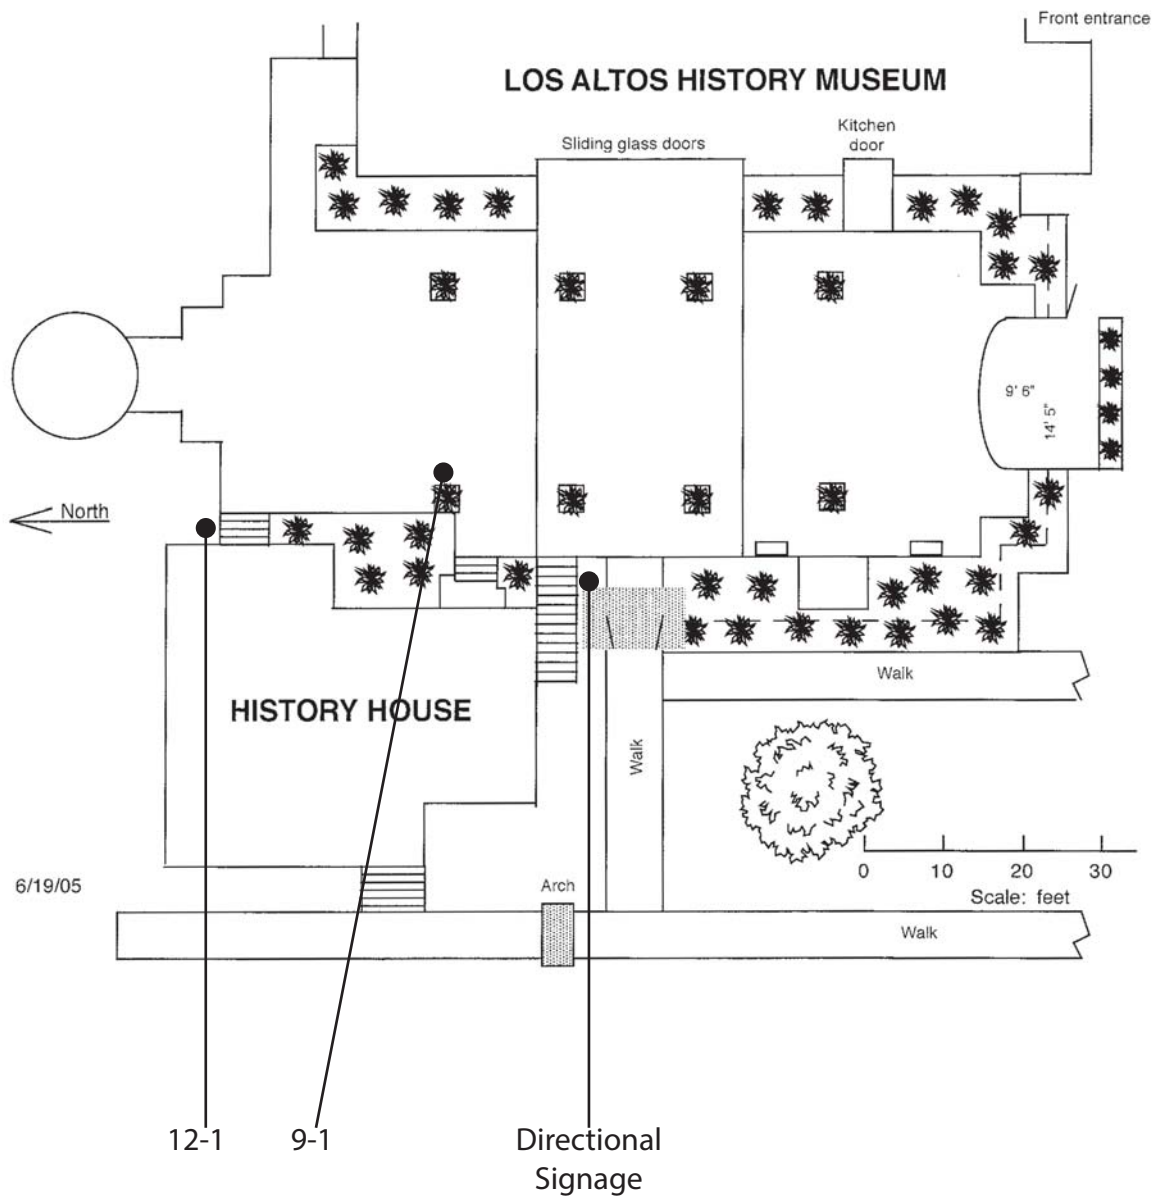 Front entrance
LOS ALTOS HISTORY MUSEUM
Kitchen
door
Sliding glass doors
9' 6"
14' 5"
North
Walk
HISTORY HOUSE
Walk
0 10 20 30
Scale: feet
6/19/05
Arch
Walk
12-1
9-1
Directional
Signage